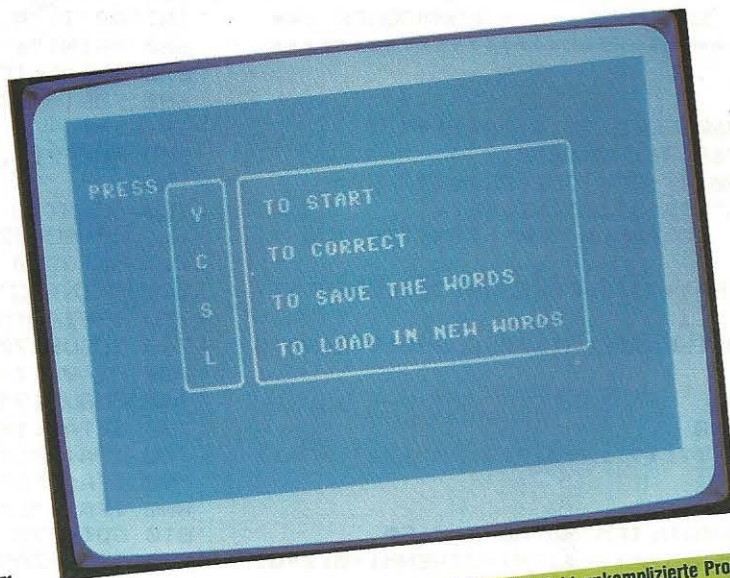 PRESS
V TO START
C TO CORRECT
S TO SAVE THE WORDS
L TO LOAD IN NEW WORDS
unkomplizierte Pro